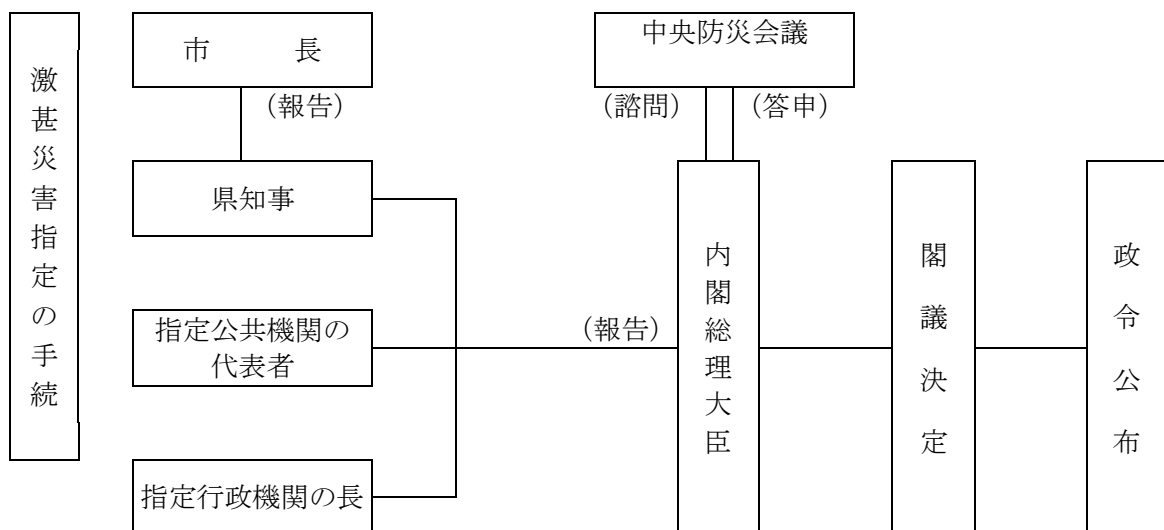 激甚災害指定の手続
市　　長
（報告）
県知事
指定公共機関の
代表者
指定行政機関の長
中央防災会議
（諮問）
（答申）
（報告）
内閣総理大臣
閣議決定
政令公布